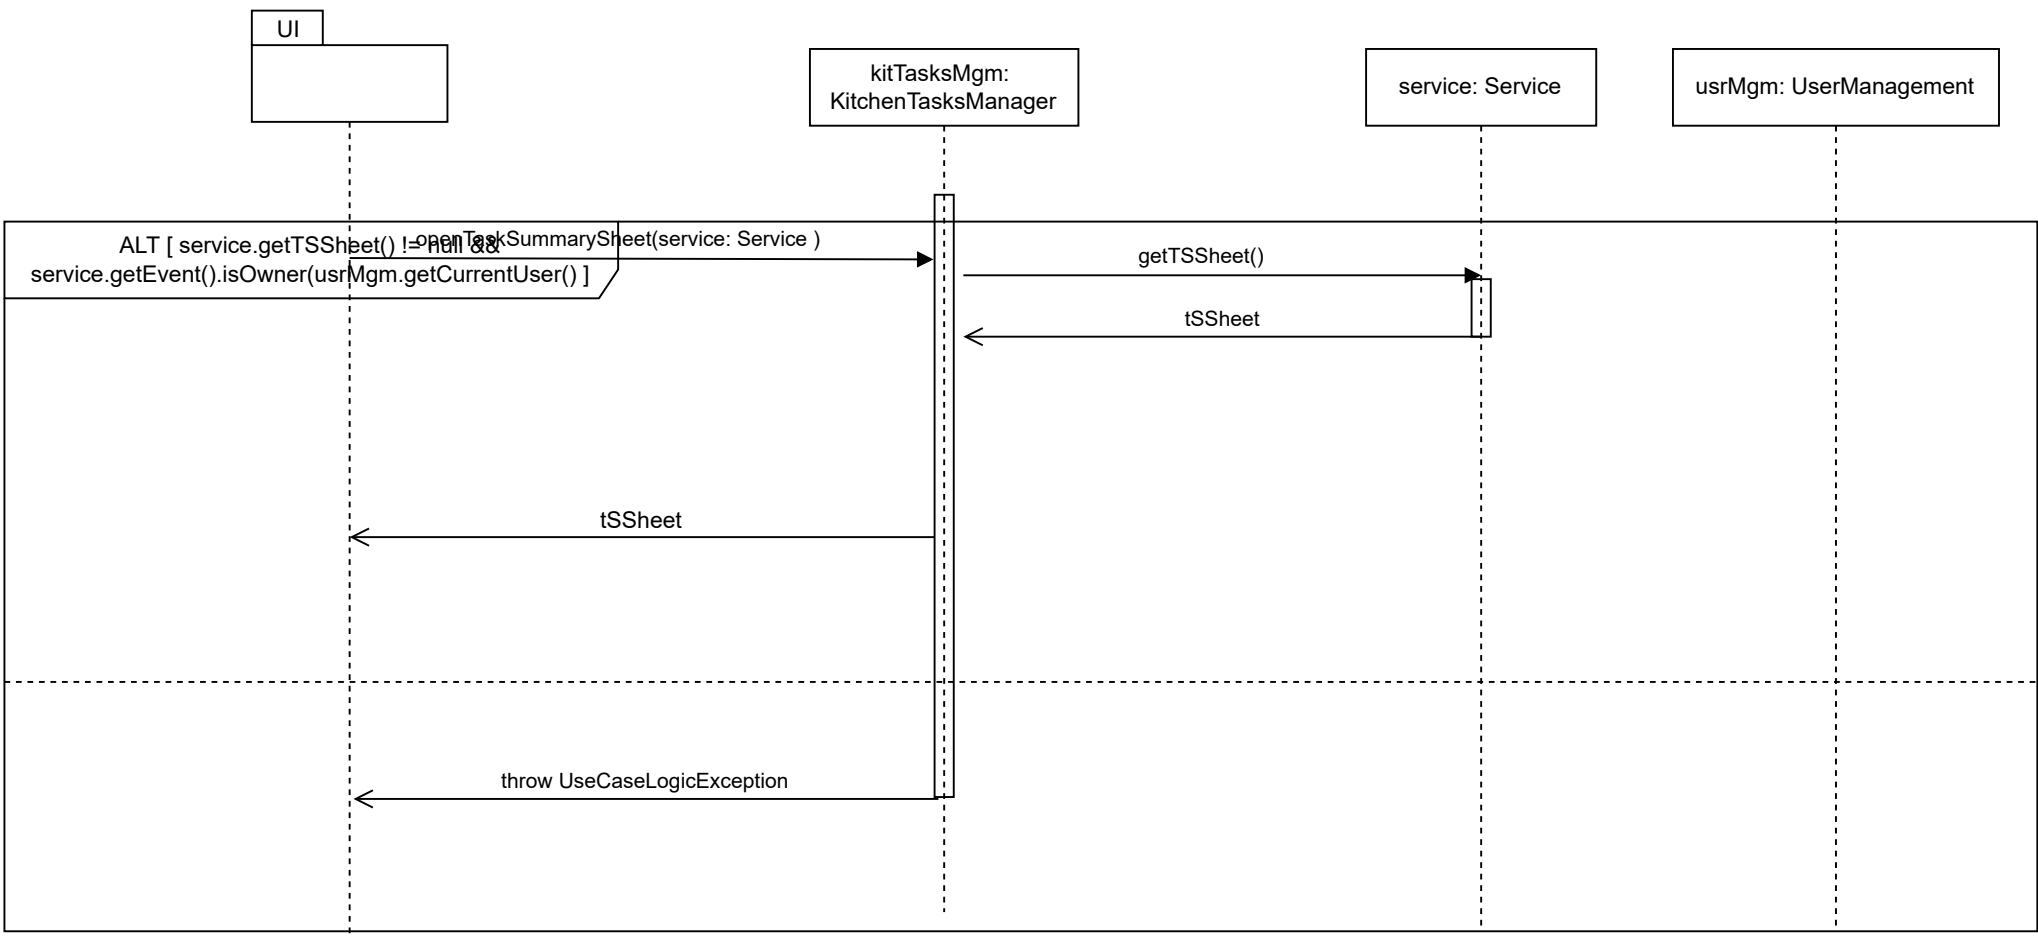 UI
kitTasksMgm:
KitchenTasksManager
service: Service
usrMgm: UserManagement
ALT [ service.getTSSheet() != null &&
service.getEvent().isOwner(usrMgm.getCurrentUser() ]
openTaskSummarySheet(service: Service )
getTSSheet()
tSSheet
tSSheet
throw UseCaseLogicException